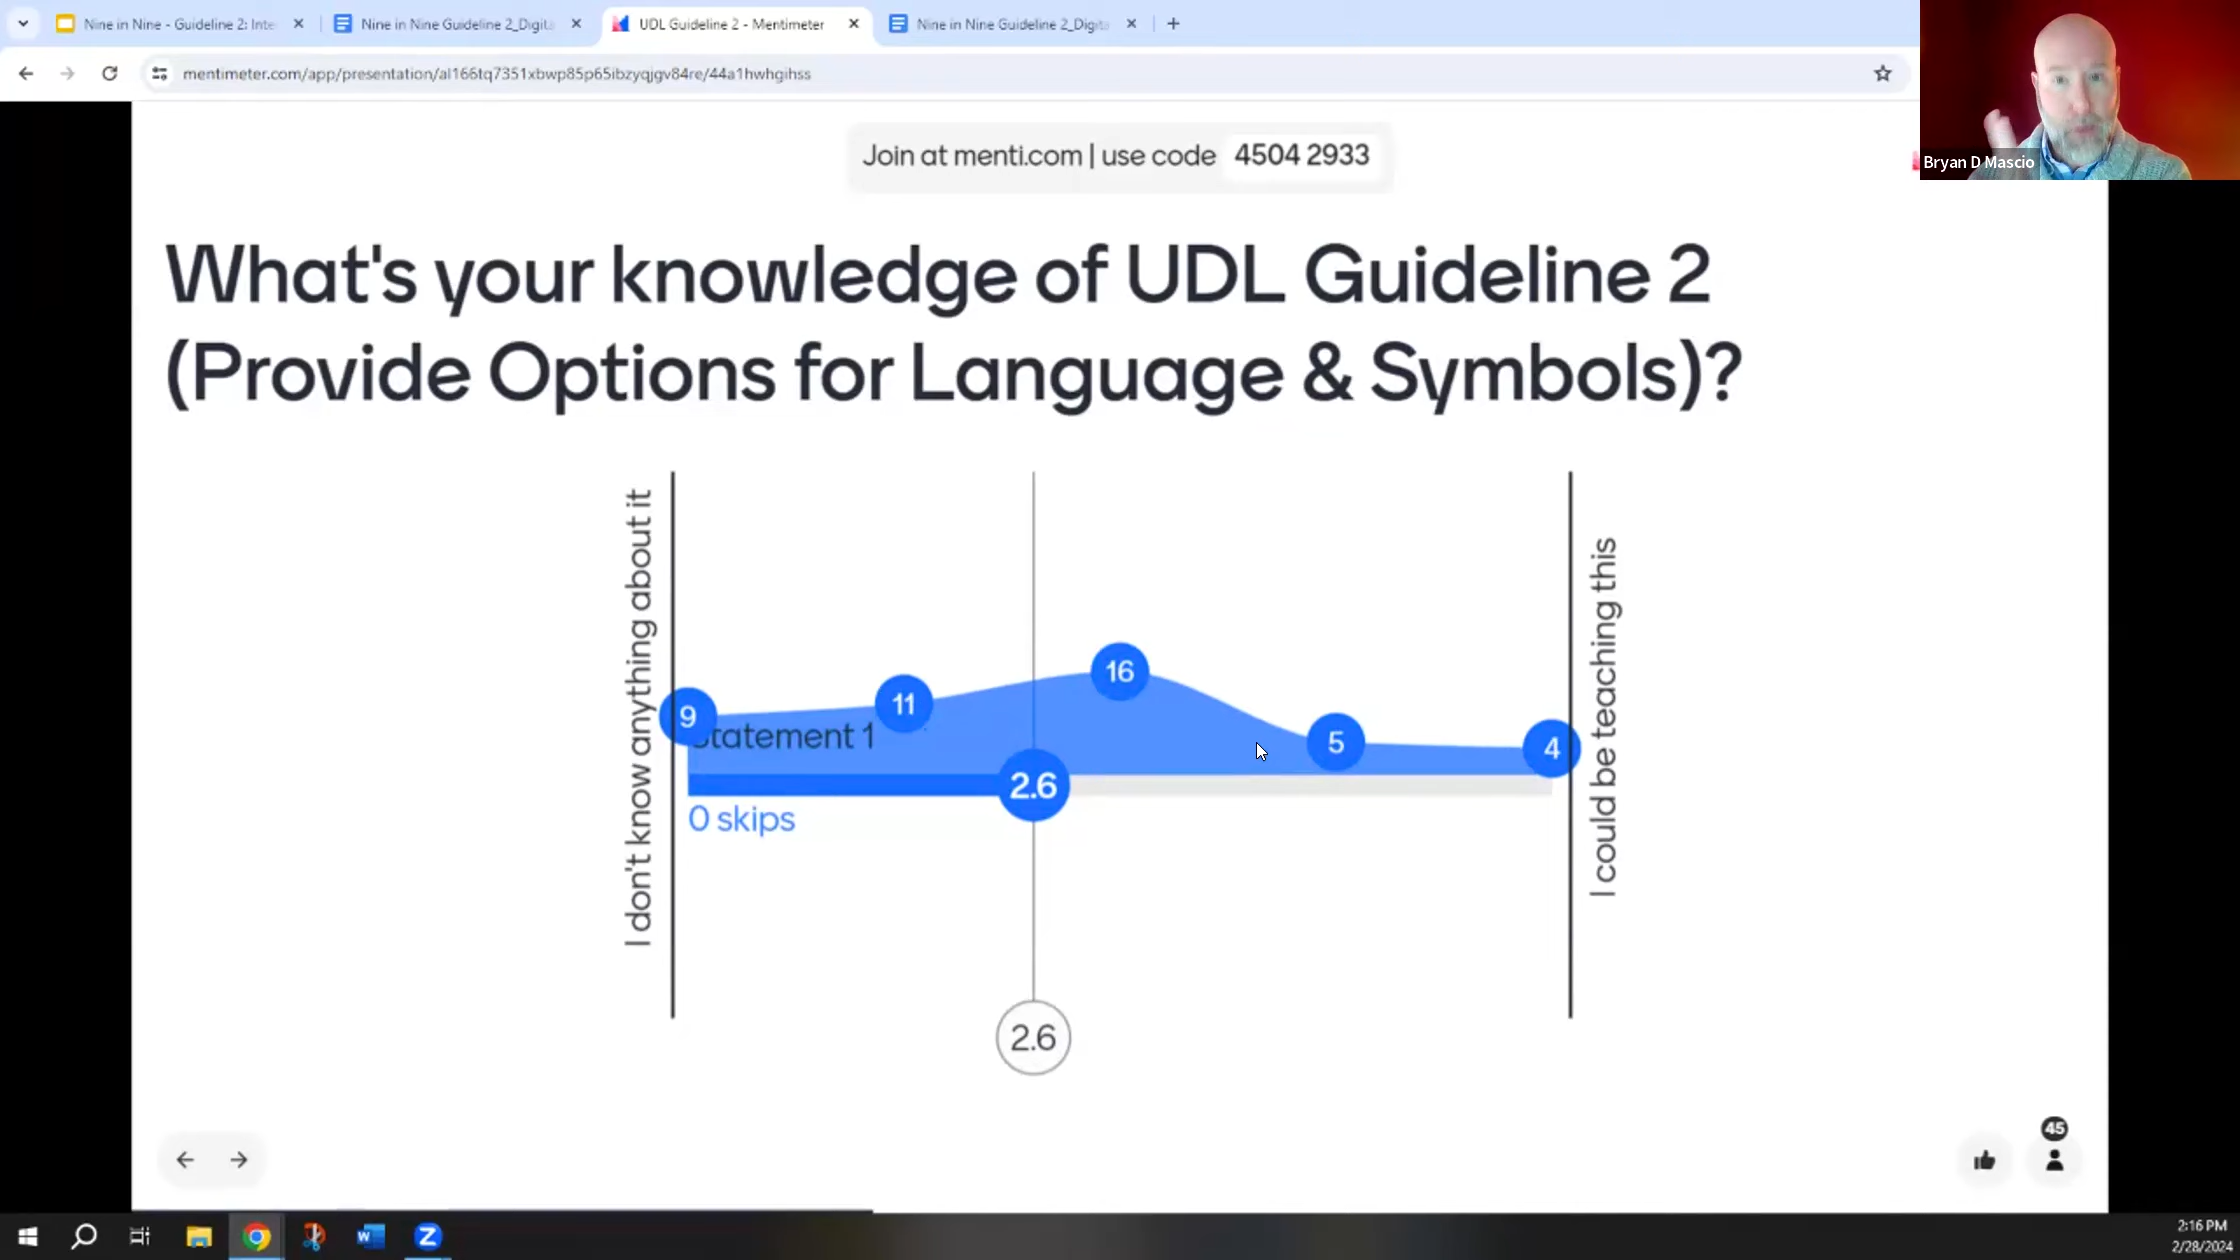 Nine in Nine - Guideline 2: Inte
Nine in Nine Guideline 2_Digita
UDL Guideline 2 - Mentimeter
Nine in Nine Guideline 2_Digita
mentimeter.com/app/presentation/al166tq7351xbwp85p65ibzyqjgv84re/44a1hwhgihss
Bryan D Mascio
Join at menti.com | use code 4504 2933
What's your knowledge of UDL Guideline 2
(Provide Options for Language & Symbols)?
I don't know anything about it
I could be teaching this
16
11
9
Statement 1
5
4
2.6
0 skips
2.6
45
2:16 PM
2/28/2024